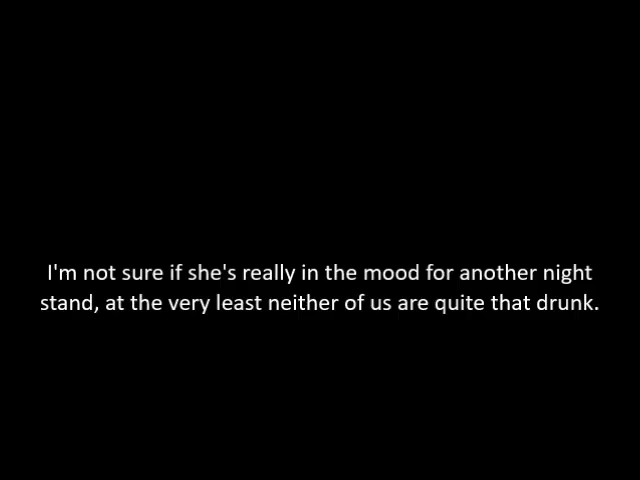 I'm not sure if she's really in the mood for another night
stand, at the very least neither of us are quite that drunk.